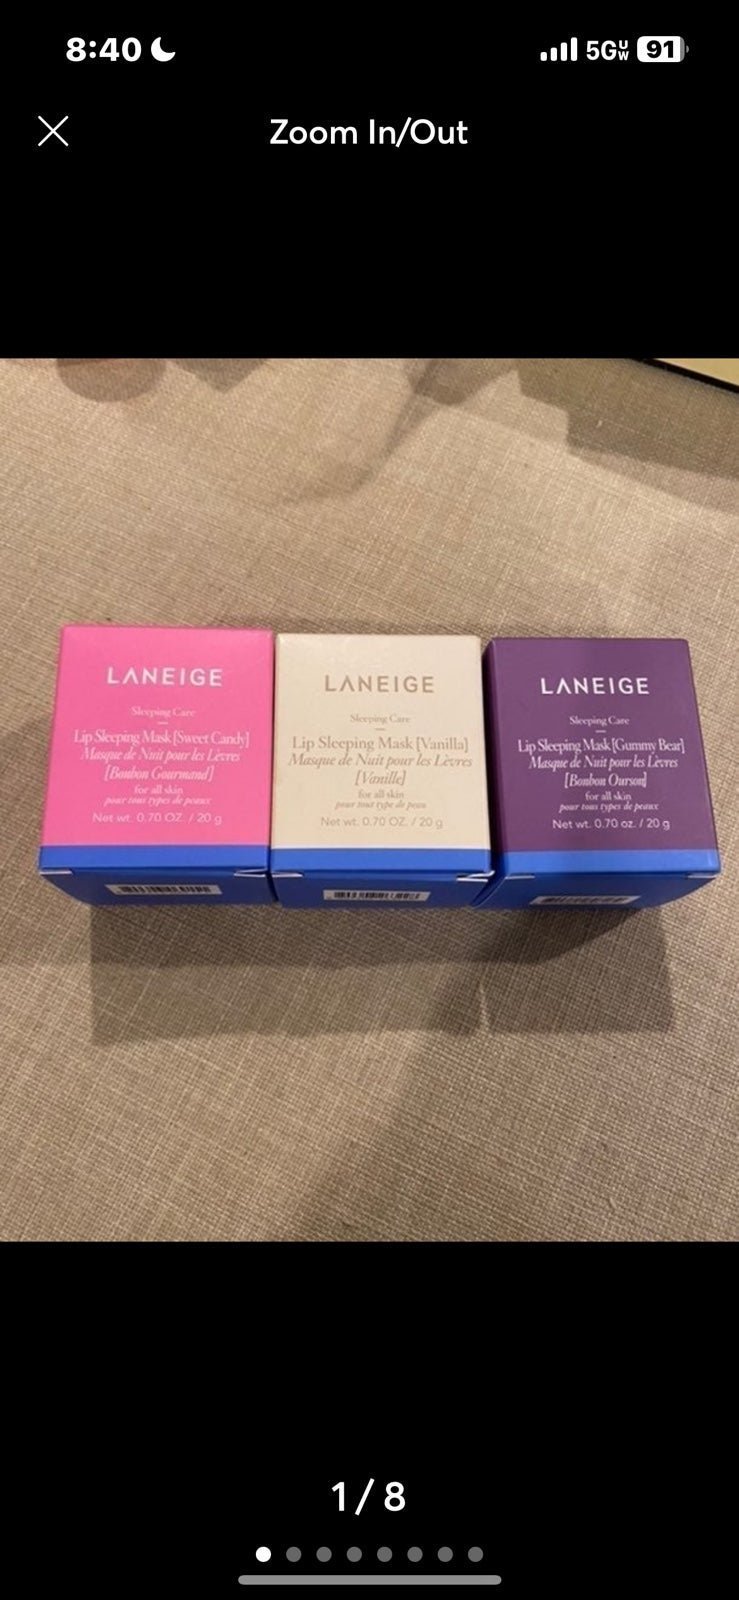 8:40
5GUW
91
Zoom In/Out
LANEIGE
Sleeping Care
Lip Sleeping Mask [Sweet Candy]
Masque de Nuit pour les Lèvres
[Bonbon Gourmand]
for all skin
pour tous types de peaux
Net wt. 0.70 OZ. / 20 g
LANEIGE
Sleeping Care
Lip Sleeping Mask [Vanilla]
Masque de Nuit pour les Lèvres
[Vanille]
for all skin
pour tout type de peau
Net wt. 0.70 OZ. / 20 g
LANEIGE
Sleeping Care
Lip Sleeping Mask [Gummy Bear]
Masque de Nuit pour les Lèvres
[Bonbon Ourson]
for all skin
pour tous types de peaux
Net wt. 0.70 oz. / 20 g
1 / 8